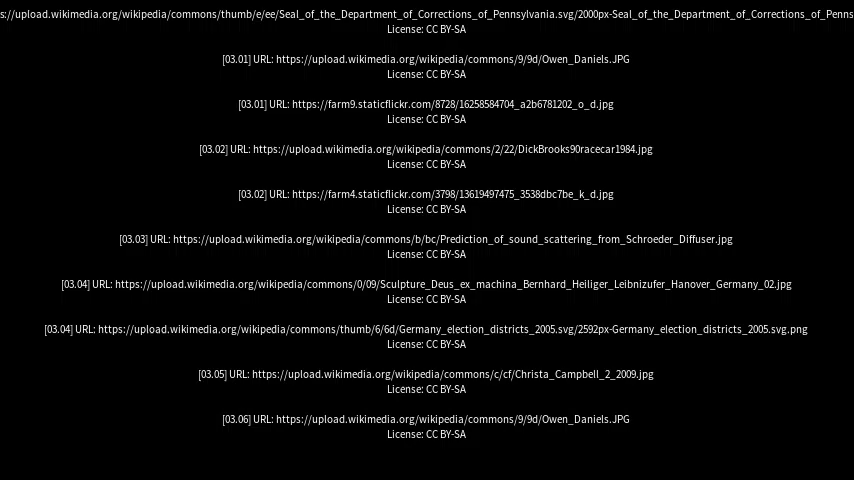 s://upload.wikimedia.org/wikipedia/commons/thumb/e/ee/Seal_of_the_Department_of_Corrections_of_Pennsylvania.svg/2000px-Seal_of_the_Department_of_Corrections_of_Penns
License: CC BY-SA
[03.01] URL: https://upload.wikimedia.org/wikipedia/commons/9/9d/Owen_Daniels.JPG
License: CC BY-SA
[03.01] URL: https://farm9.staticflickr.com/8728/16258584704_a2b6781202_o_d.jpg
License: CC BY-SA
[03.02] URL: https://upload.wikimedia.org/wikipedia/commons/2/22/DickBrooks90racecar1984.jpg
License: CC BY-SA
[03.02] URL: https://farm4.staticflickr.com/3798/13619497475_3538dbc7be_k_d.jpg
License: CC BY-SA
[03.03] URL: https://upload.wikimedia.org/wikipedia/commons/b/bc/Prediction_of_sound_scattering_from_Schroeder_Diffuser.jpg
License: CC BY-SA
[03.04] URL: https://upload.wikimedia.org/wikipedia/commons/0/09/Sculpture_Deus_ex_machina_Bernhard_Heiliger_Leibnizufer_Hanover_Germany_02.jpg
License: CC BY-SA
[03.04] URL: https://upload.wikimedia.org/wikipedia/commons/thumb/6/6d/Germany_election_districts_2005.svg/2592px-Germany_election_districts_2005.svg.png
License: CC BY-SA
[03.05] URL: https://upload.wikimedia.org/wikipedia/commons/c/cf/Christa_Campbell_2_2009.jpg
License: CC BY-SA
[03.06] URL: https://upload.wikimedia.org/wikipedia/commons/9/9d/Owen_Daniels.JPG
License: CC BY-SA